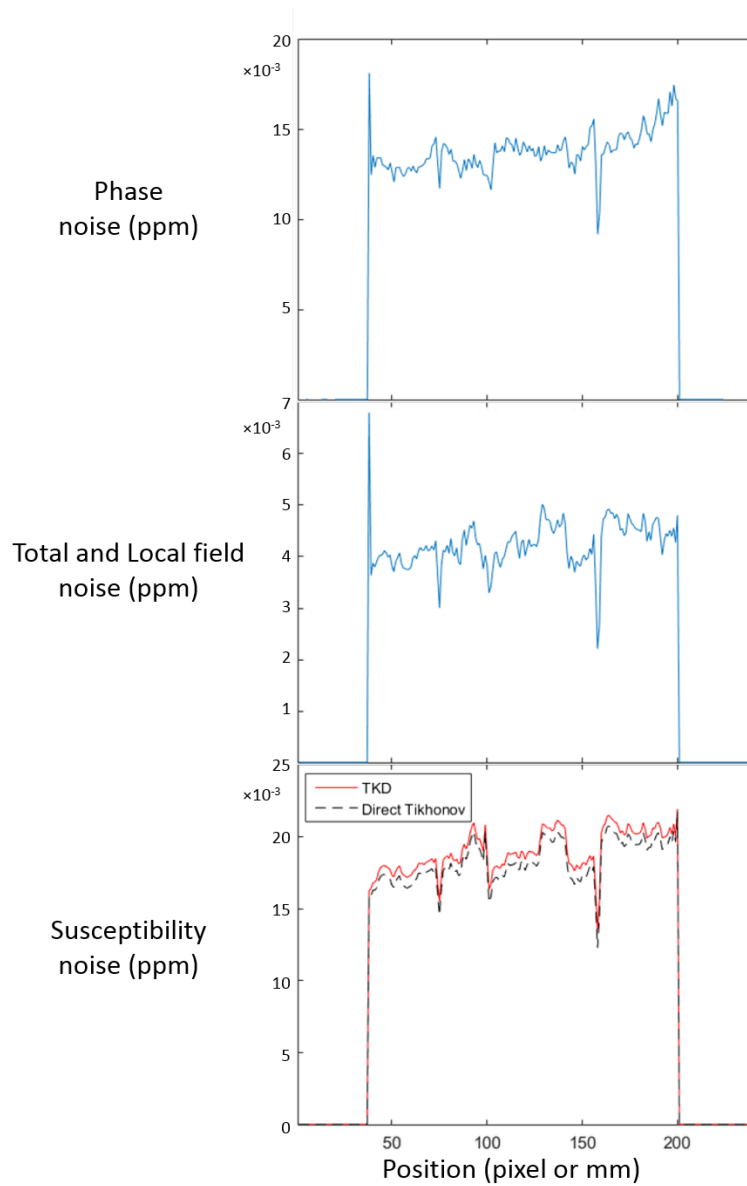 20
×10⁻³
15
10
5
Phase
noise (ppm)
7
×10⁻³
6
5
4
3
2
1
Total and Local field
noise (ppm)
25
×10⁻³
20
15
10
5
0
TKD
Direct Tikhonov
Susceptibility
noise (ppm)
50 100 150 200
Position (pixel or mm)